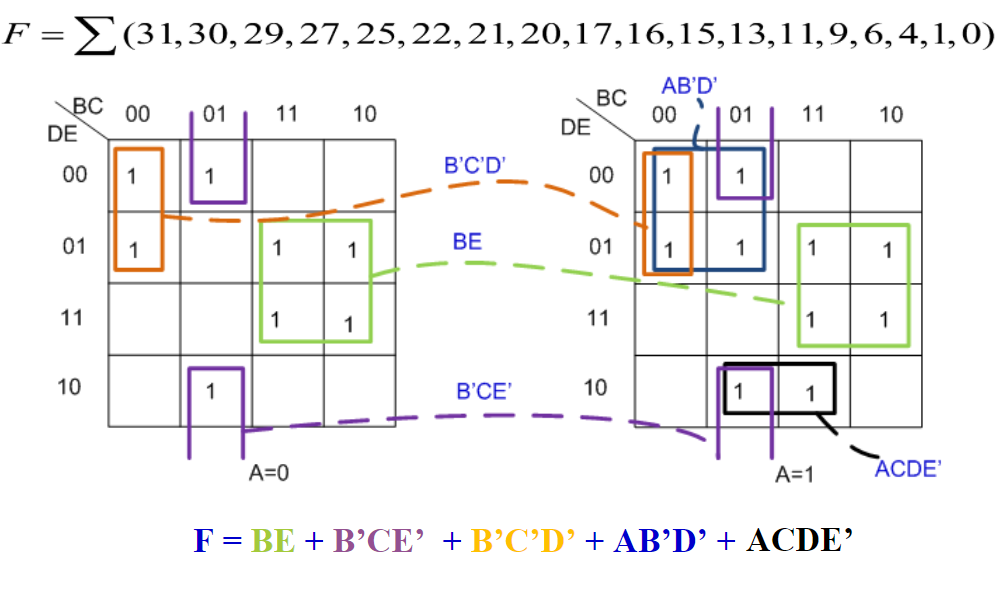 F = ∑ (31, 30, 29, 27, 25, 22, 21, 20, 17, 16, 15, 13, 11, 9, 6, 4, 1, 0)
AB'D'
BC 00 01 11 10 BC 00 01 11 10
DE DE
00 1 1 B'C'D' 00 1 1
01 1 1 1 BE 01 1 1 1 1
11 1 1 11 1 1
10 1 B'CE' 10 1 1
A=0 A=1 ACDE'
F = BE + B'CE' + B'C'D' + AB'D' + ACDE'